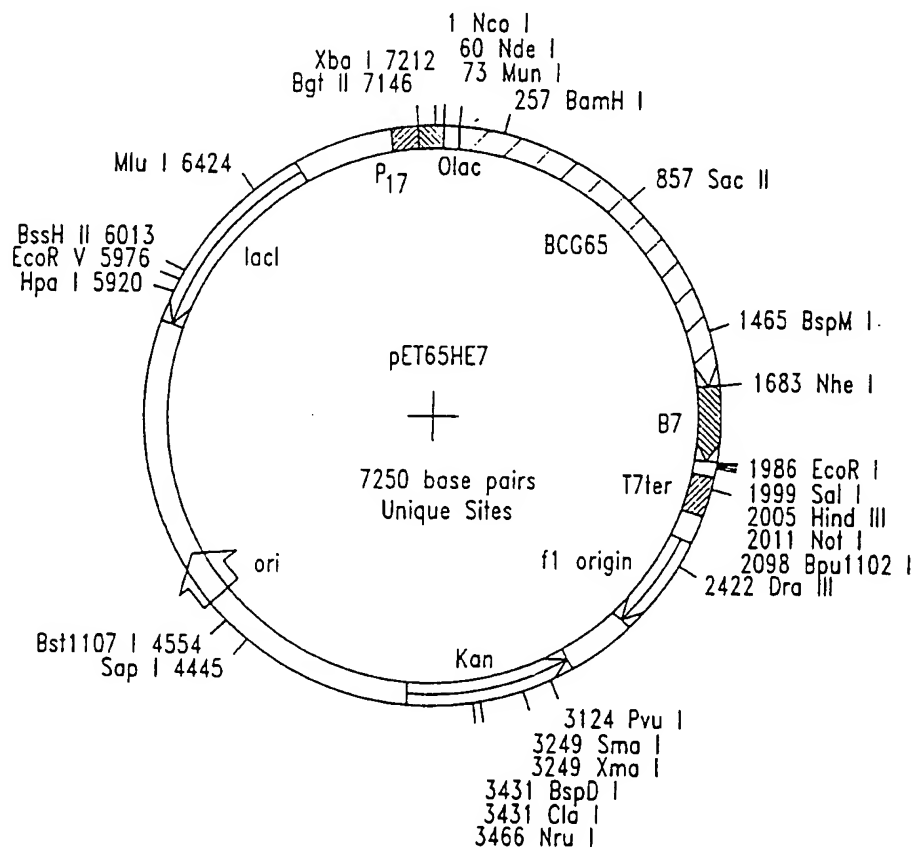 1 Nco I
60 Nde I
73 Mun I
Xba I 7212
Bgt II 7146
257 BamH I
Mlu I 6424
P17
Olac
857 Sac II
BssH II 6013
EcoR V 5976
Hpa I 5920
lacI
BCG65
1465 BspM I
pET65HE7
1683 Nhe I
B7
7250 base pairs
Unique Sites
T7ter
1986 EcoR I
1999 Sal I
2005 Hind III
2011 Not I
2098 Bpu1102 I
2422 Dra III
f1 origin
ori
Bst1107 I 4554
Sap I 4445
Kan
3124 Pvu I
3249 Sma I
3249 Xma I
3431 BspD I
3431 Cla I
3466 Nru I